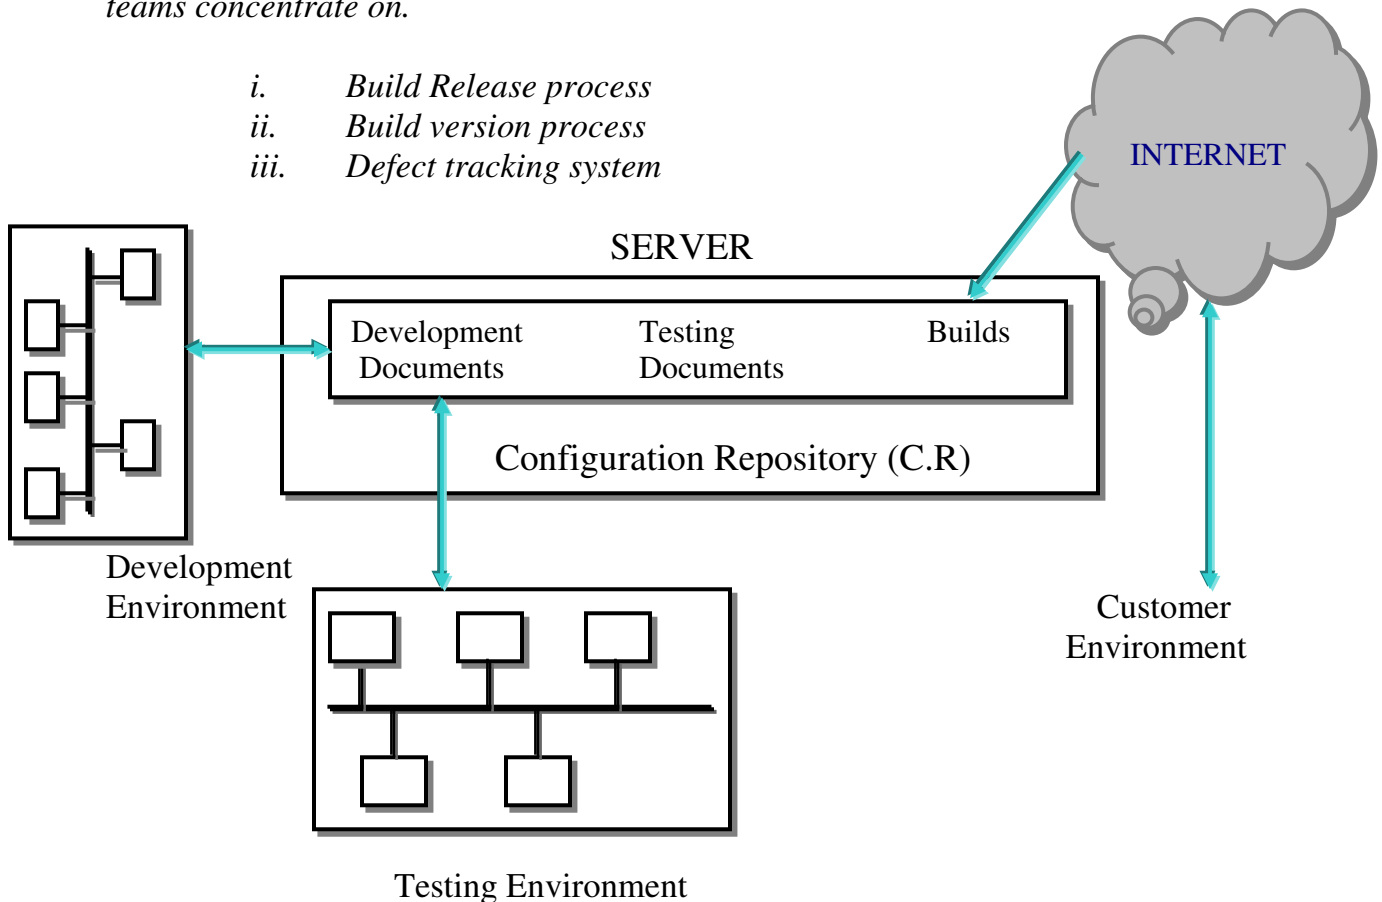 teams concentrate on.
i. Build Release process
ii. Build version process
iii. Defect tracking system
INTERNET
SERVER
Development Documents
Testing Documents
Builds
Configuration Repository (C.R)
Development
Environment
Customer
Environment
Testing Environment